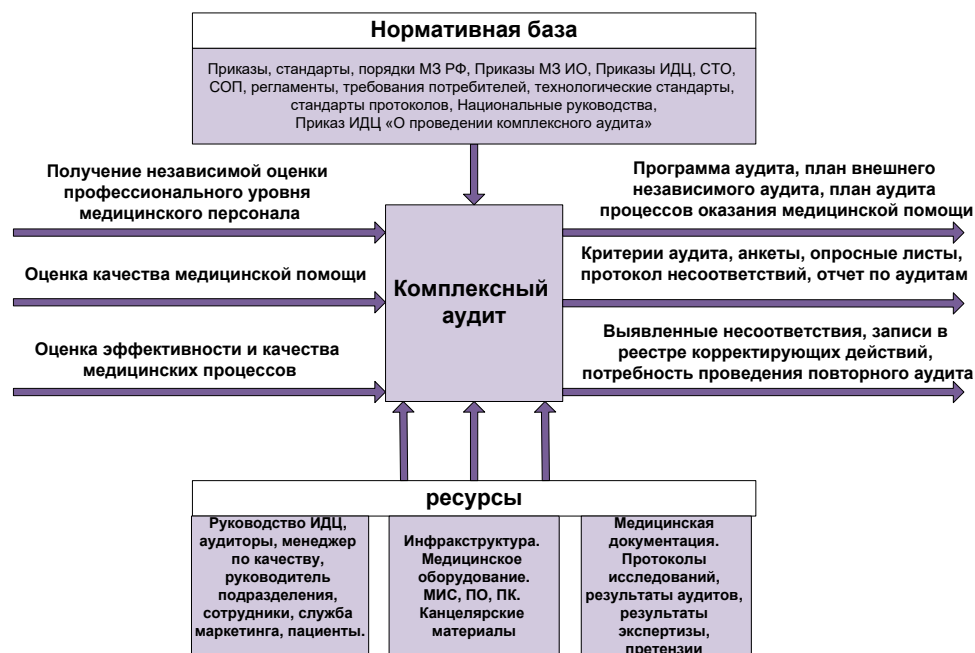 Нормативная база
Приказы, стандарты, порядки МЗ РФ, Приказы МЗ ИО, Приказы ИДЦ, СТО,
СОП, регламенты, требования потребителей, технологические стандарты,
стандарты протоколов, Национальные руководства,
Приказ ИДЦ «О проведении комплексного аудита»
Получение независимой оценки
профессионального уровня
медицинского персонала
Оценка качества медицинской помощи
Оценка эффективности и качества
медицинских процессов
Комплексный
аудит
Программа аудита, план внешнего
независимого аудита, план аудита
процессов оказания медицинской помощи
Критерии аудита, анкеты, опросные листы,
протокол несоответствий, отчет по аудитам
Выявленные несоответствия, записи в
реестре корректирующих действий,
потребность проведения повторного аудита
ресурсы
Руководство ИДЦ,
аудиторы, менеджер
по качеству,
руководитель
подразделения,
сотрудники, служба
маркетинга, пациенты.
Инфраструктура.
Медицинское
оборудование.
МИС, ПО, ПК.
Канцелярские
материалы
Медицинская
документация.
Протоколы
исследований,
результаты аудитов,
результаты
экспертизы,
претензии